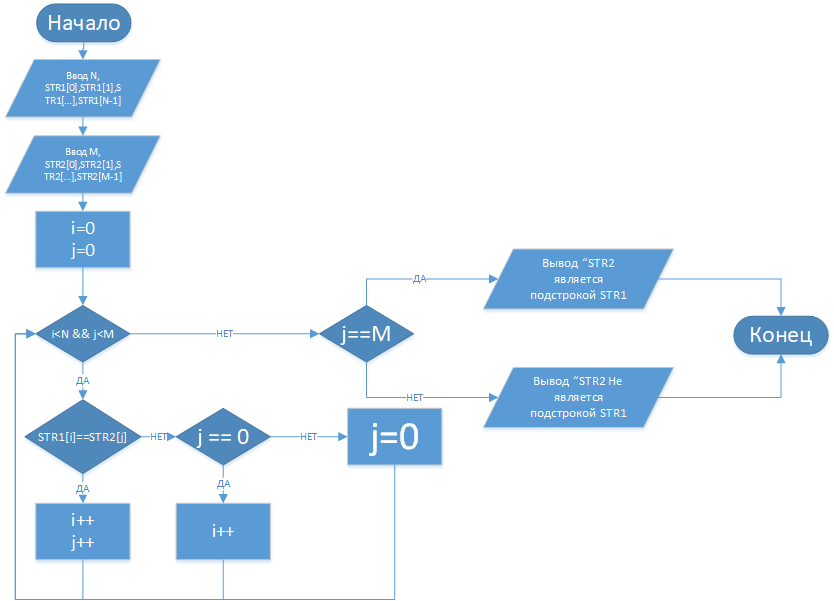 Начало
Ввод N,
STR1[0],STR1[1],S
TR1[...],STR1[N-1]
Ввод M,
STR2[0],STR2[1],S
TR2[...],STR2[M-1]
i=0
j=0
i<N && j<M
НЕТ
j==M
ДА
Вывод “STR2
является
подстрокой STR1
НЕТ
Вывод “STR2 Не
является
подстрокой STR1
Конец
ДА
STR1[i]==STR2[j]
НЕТ
j == 0
НЕТ
j=0
ДА
i++
j++
ДА
i++